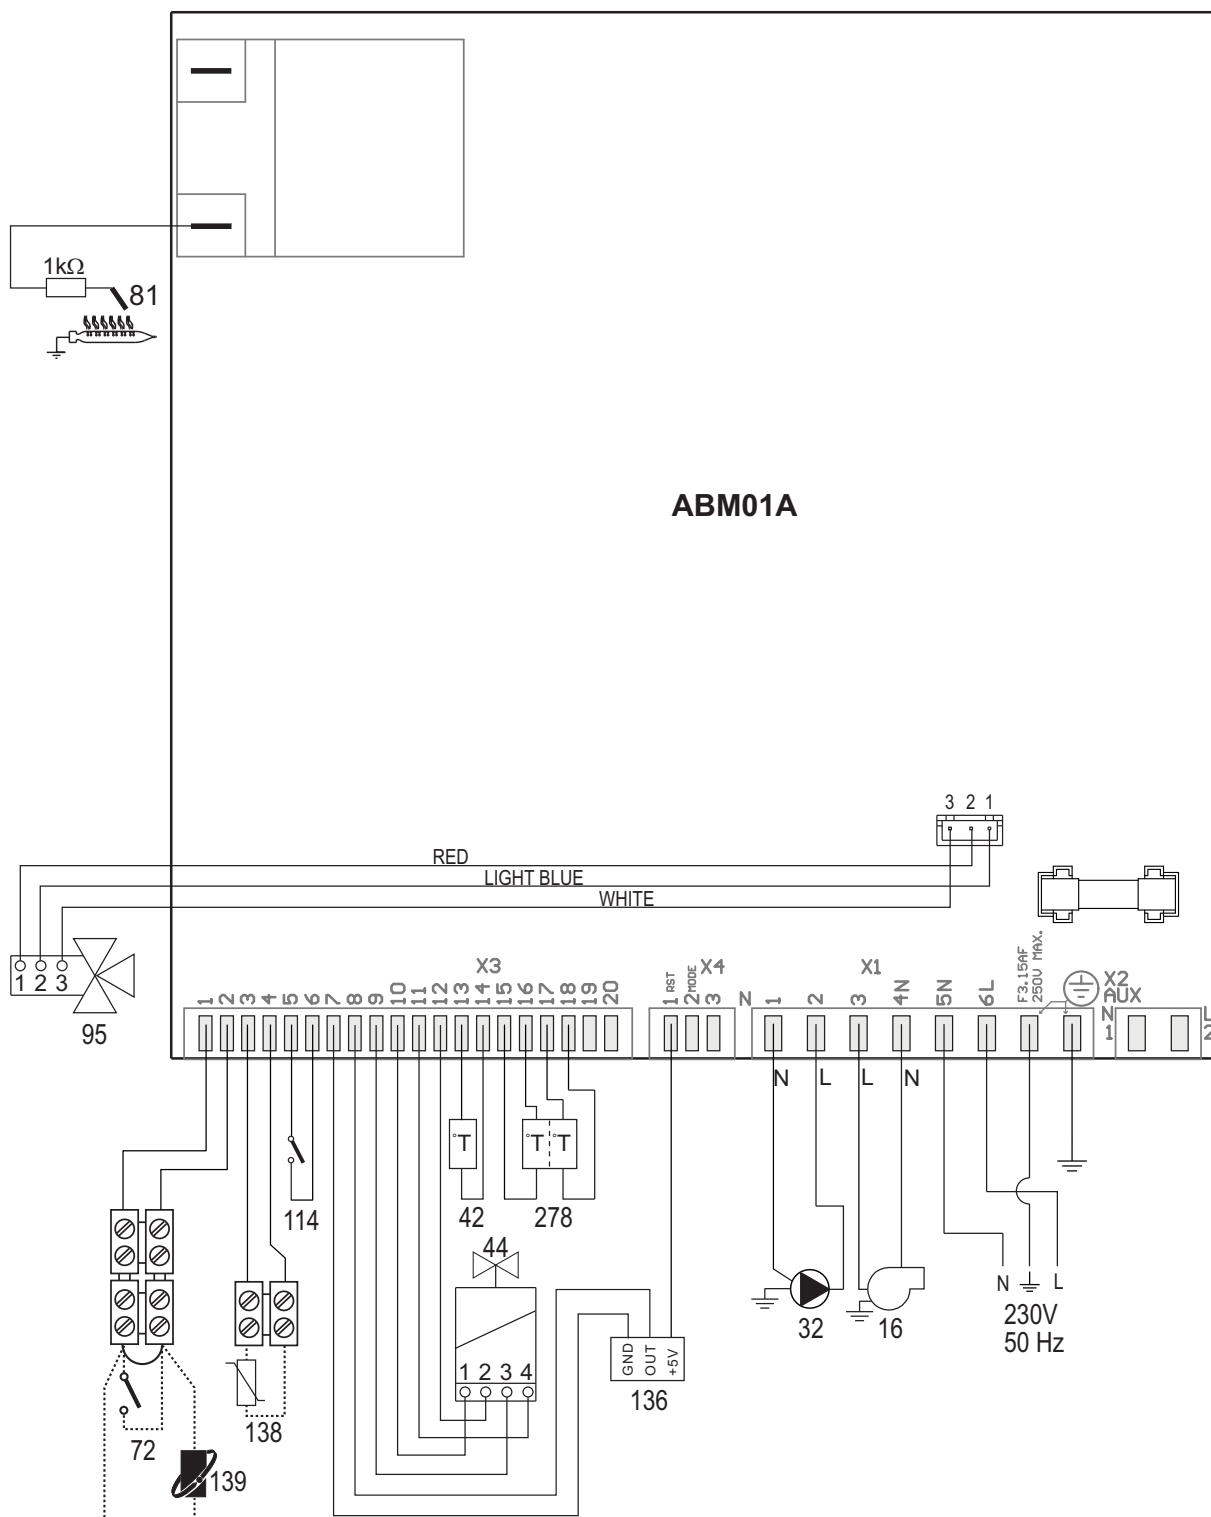 1kΩ
81
ABM01A
3 2 1
RED
LIGHT BLUE
WHITE
1 2 3
95
X3
1 2 3 4 5 6 7 8 9 10 11 12 13 14 15 16 17 18 19 20
X4
1 RST
2 MODE
3
N
X1
1 2 3 4N 5N 6L
F3.15AF
250V MAX.
X2
AUX
N
1
L
2
N L L N
°T °T °T
114
42
278
44
1 2 3 4
GND
OUT
+5V
136
32
16
N L
230V
50 Hz
72
138
139